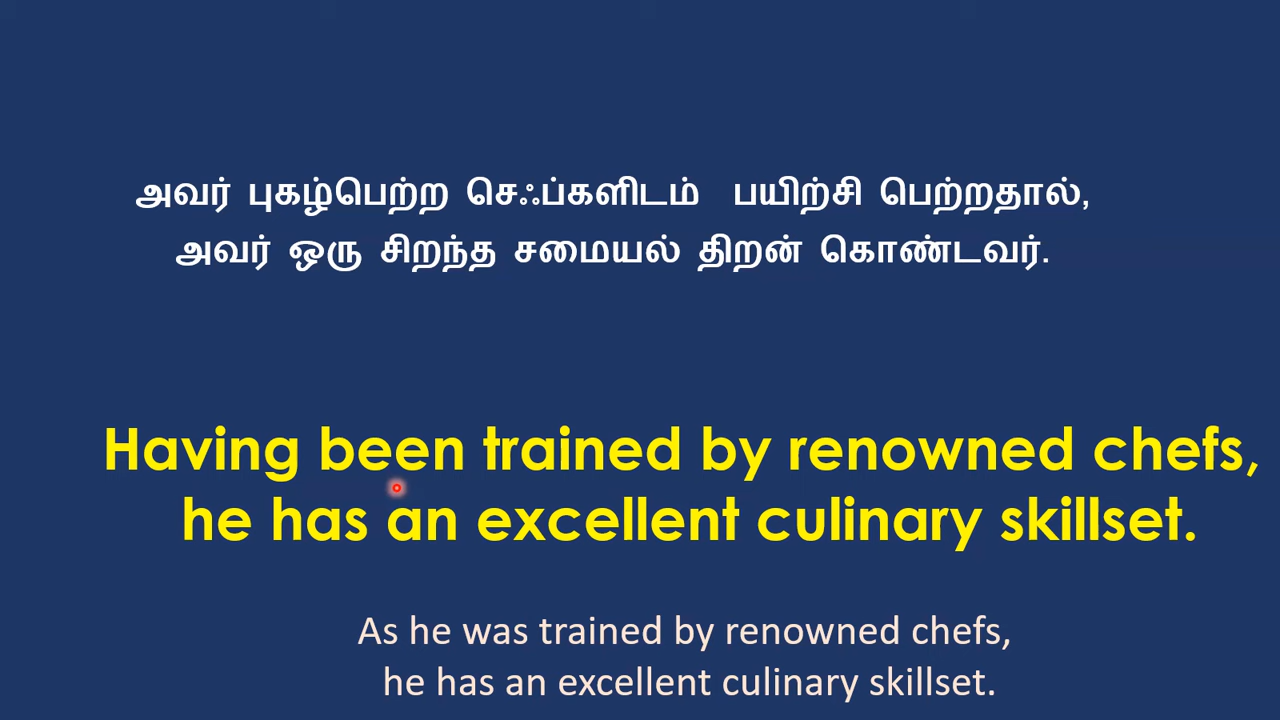 அவர் புகழ்பெற்ற செஃப்களிடம் பயிற்சி பெற்றதால்,
அவர் ஒரு சிறந்த சமையல் திறன் கொண்டவர்.
Having been trained by renowned chefs,
he has an excellent culinary skillset.
As he was trained by renowned chefs,
he has an excellent culinary skillset.